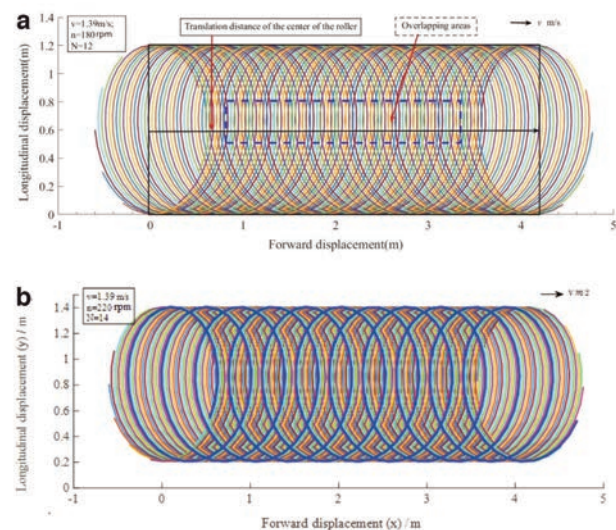 a
v=1.39m/s;
n=180rpm
N=12
Translation distance of the center of the roller
Overlapping areas
v m/s
Longitudinal displacement(m)
1.4
1.2
1.0
0.8
0.6
0.4
0.2
0
-1 0 1 2 3 4 5
Forward displacement(m)
b
v=1.39 m/s
n=220rpm
N=14
Longitudinal displacement (y) / m
1.4
1.2
1
0.8
0.6
0.4
0.2
0
-1 0 1 2 3 4 5
Forward displacement (x) /m